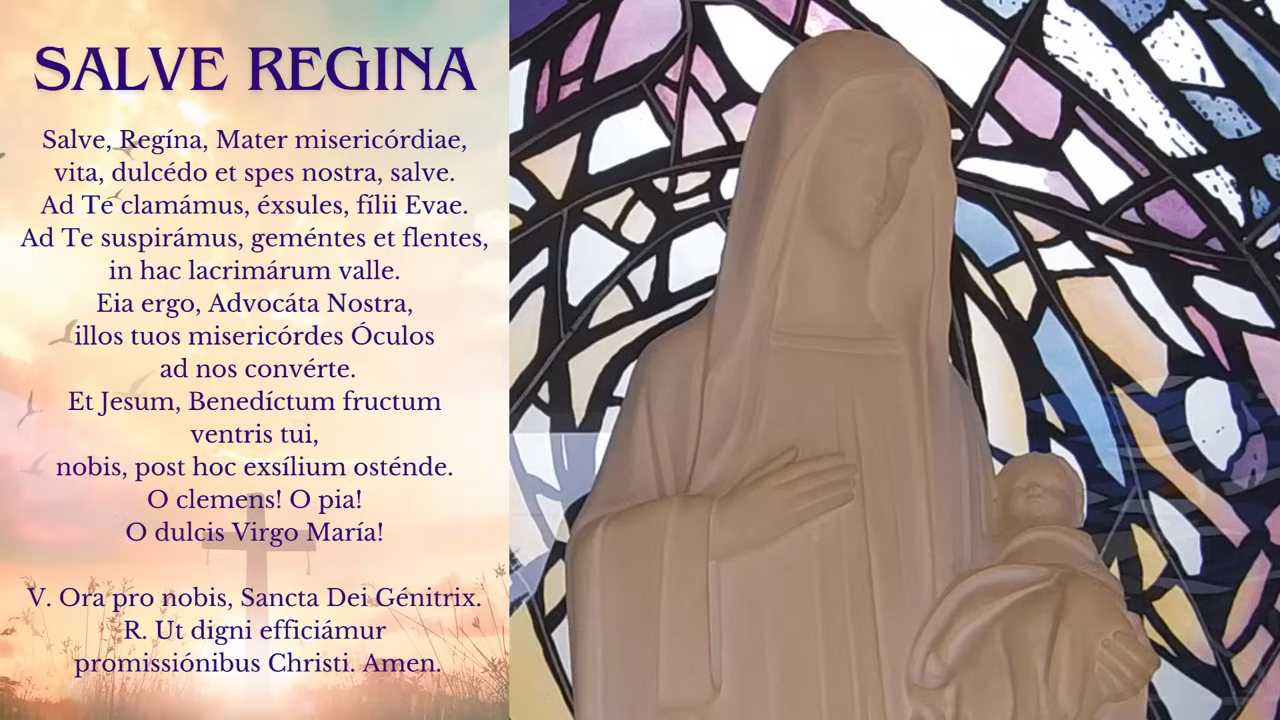 SALVE REGINA
Salve, Regína, Mater misericórdiae,
vita, dulcédo et spes nostra, salve.
Ad Te clamámus, éxsules, fílii Evae.
Ad Te suspirámus, geméntes et flentes,
in hac lacrimárum valle.
Eia ergo, Advocáta Nostra,
illos tuos misericórdes Óculos
ad nos convérte.
Et Jesum, Benedíctum fructum
ventris tui,
nobis, post hoc exsílium osténde.
O clemens! O pia!
O dulcis Virgo María!
V. Ora pro nobis, Sancta Dei Génitrix.
R. Ut digni efficiámur
promissiónibus Christi. Amen.